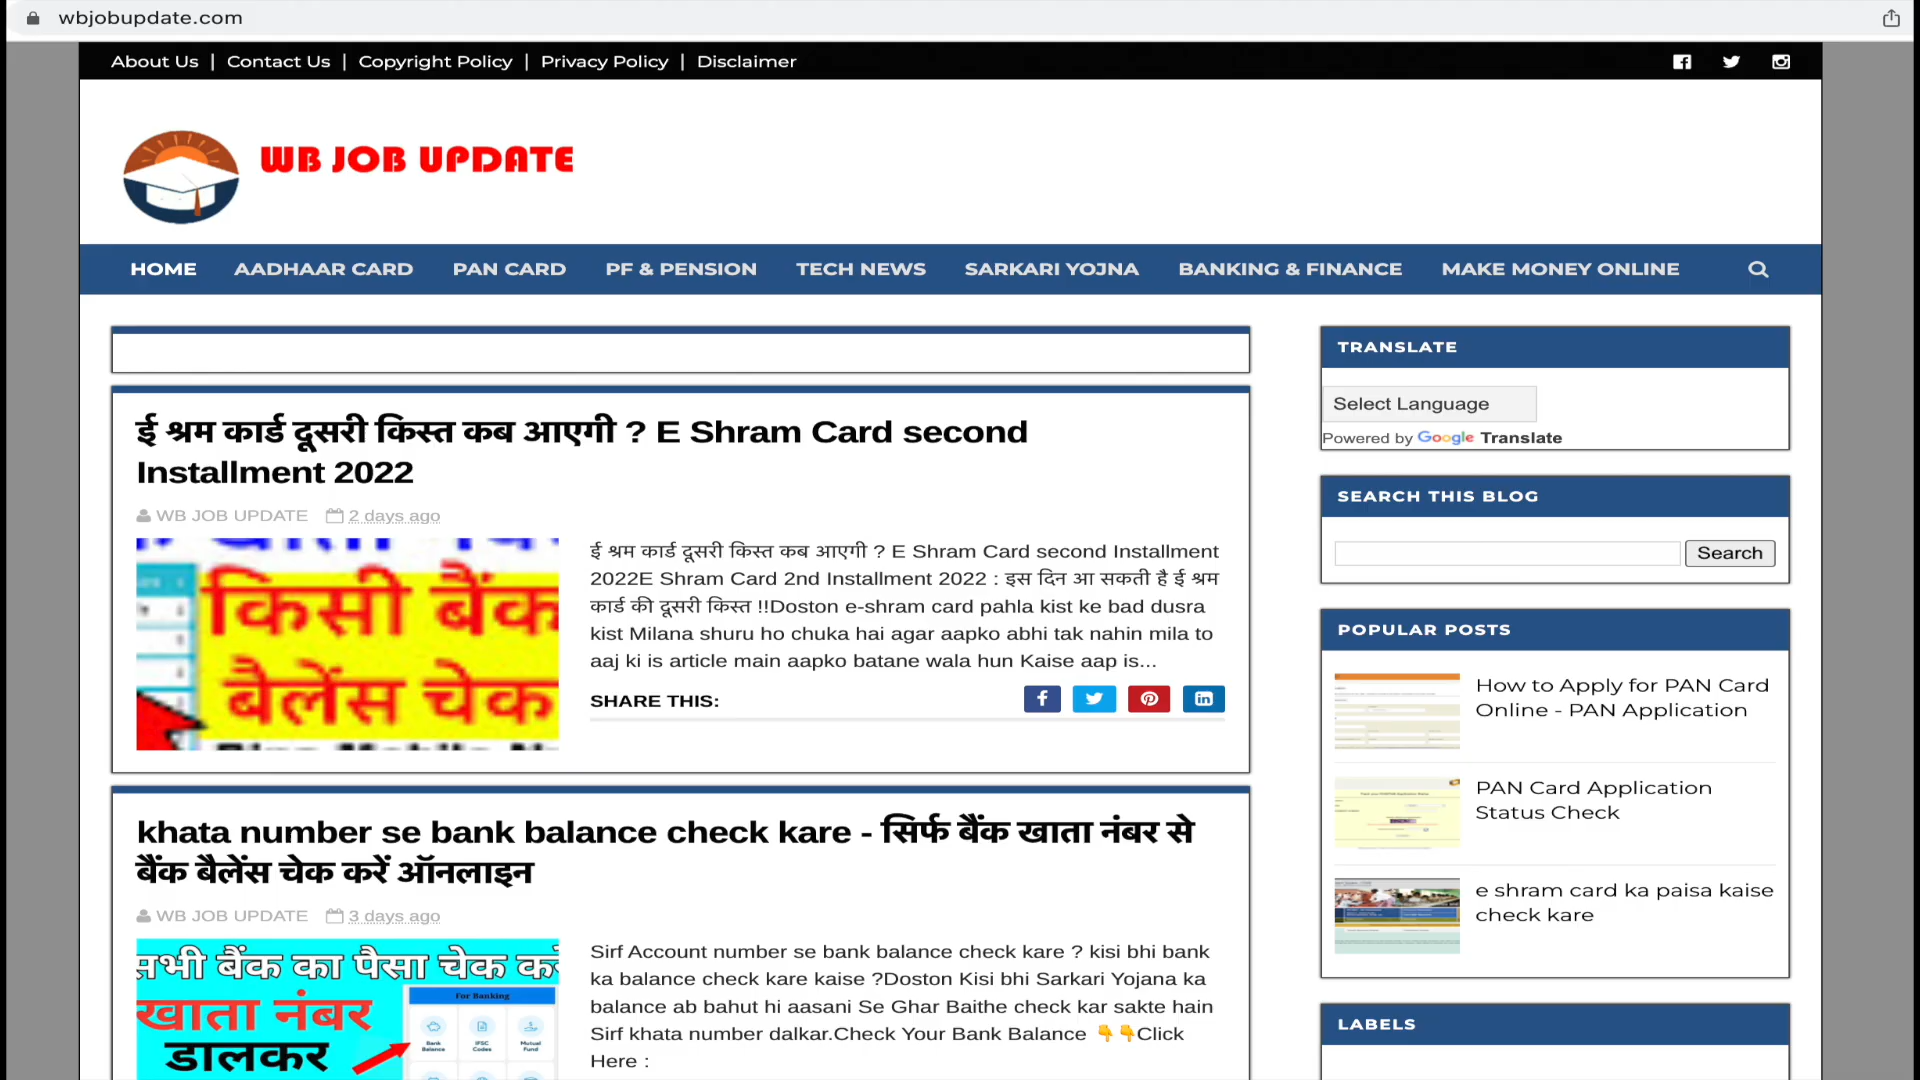 wbjobupdate.com
About Us | Contact Us | Copyright Policy | Privacy Policy | Disclaimer
WB JOB UPDATE
HOME AADHAAR CARD PAN CARD PF & PENSION TECH NEWS SARKARI YOJNA BANKING & FINANCE MAKE MONEY ONLINE
ई श्रम कार्ड दूसरी किस्त कब आएगी ? E Shram Card second
Installment 2022
WB JOB UPDATE 2 days ago
किसी बैंक
बैलेंस चेक
ई श्रम कार्ड दूसरी किस्त कब आएगी ? E Shram Card second Installment
2022E Shram Card 2nd Installment 2022 : इस दिन आ सकती है ई श्रम
कार्ड की दूसरी किस्त !!Doston e-shram card pahla kist ke bad dusra
kist Milana shuru ho chuka hai agar aapko abhi tak nahin mila to
aaj ki is article main aapko batane wala hun Kaise aap is...
SHARE THIS:
khata number se bank balance check kare - सिर्फ बैंक खाता नंबर से
बैंक बैलेंस चेक करें ऑनलाइन
WB JOB UPDATE 3 days ago
सभी बैंक का पैसा चेक करें
खाता नंबर
डालकर
For Banking
Bank Balance
IFSC Codes
Mutual Fund
Sirf Account number se bank balance check kare ? kisi bhi bank
ka balance check kare kaise ?Doston Kisi bhi Sarkari Yojana ka
balance ab bahut hi aasani Se Ghar Baithe check kar sakte hain
Sirf khata number dalkar.Check Your Bank Balance 👇👇Click
Here :
TRANSLATE
Select Language
Powered by Google Translate
SEARCH THIS BLOG
Search
POPULAR POSTS
How to Apply for PAN Card
Online - PAN Application
PAN Card Application
Status Check
e shram card ka paisa kaise
check kare
LABELS